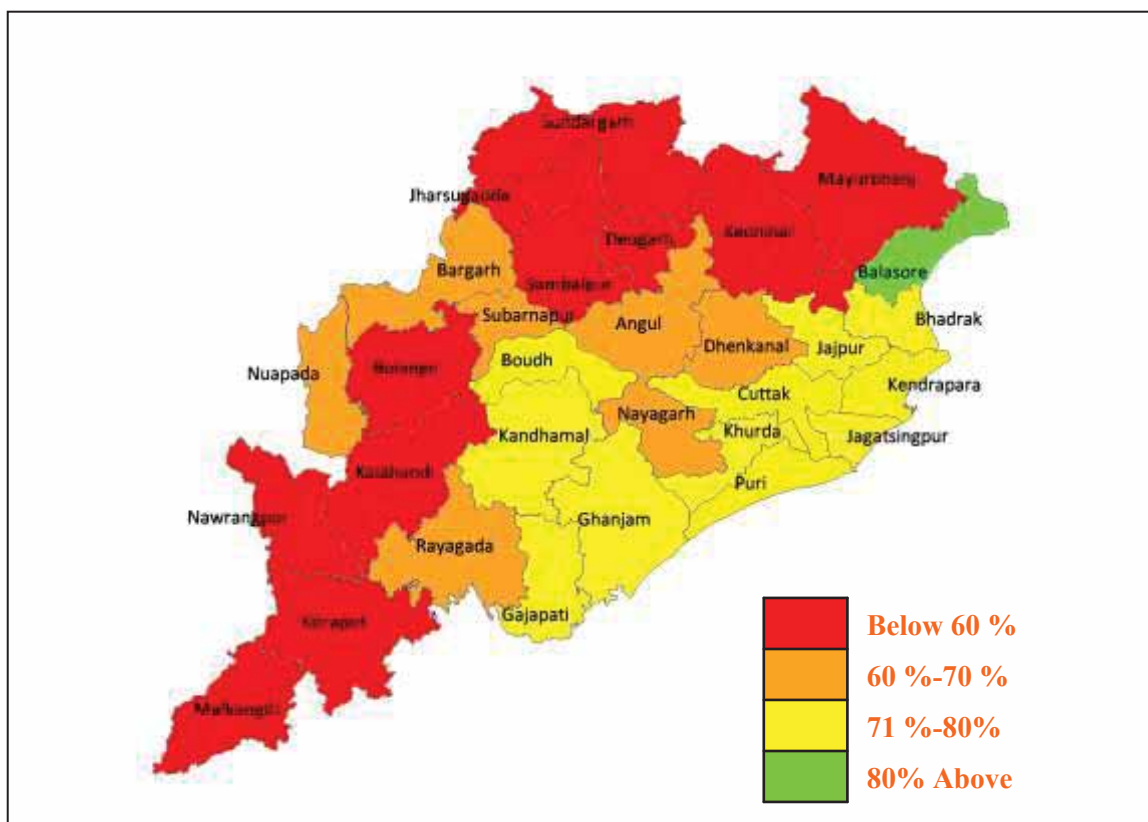 Sundargarh
Mayurbhanj
Jharsuguda
Keonjhar
Deogarh
Bargarh
Balasore
Sambalpur
Subarnapur
Angul
Bhadrak
Dhenkanal
Jajpur
Boudh
Nuapada
Bolangir
Kendrapara
Cuttak
Nayagarh
Kandhamal
Khurda
Jagatsingpur
Kalahandi
Puri
Nawrangpur
Ghanjam
Rayagada
Gajapati
Koraput
Malkangiri
Below 60 %
60 %-70 %
71 %-80%
80% Above